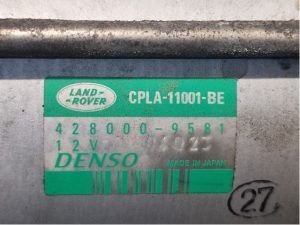 LAND-
-ROVER
CPLA-11001-BE
428000-9581
12V
DENSO
MADE IN JAPAN
27